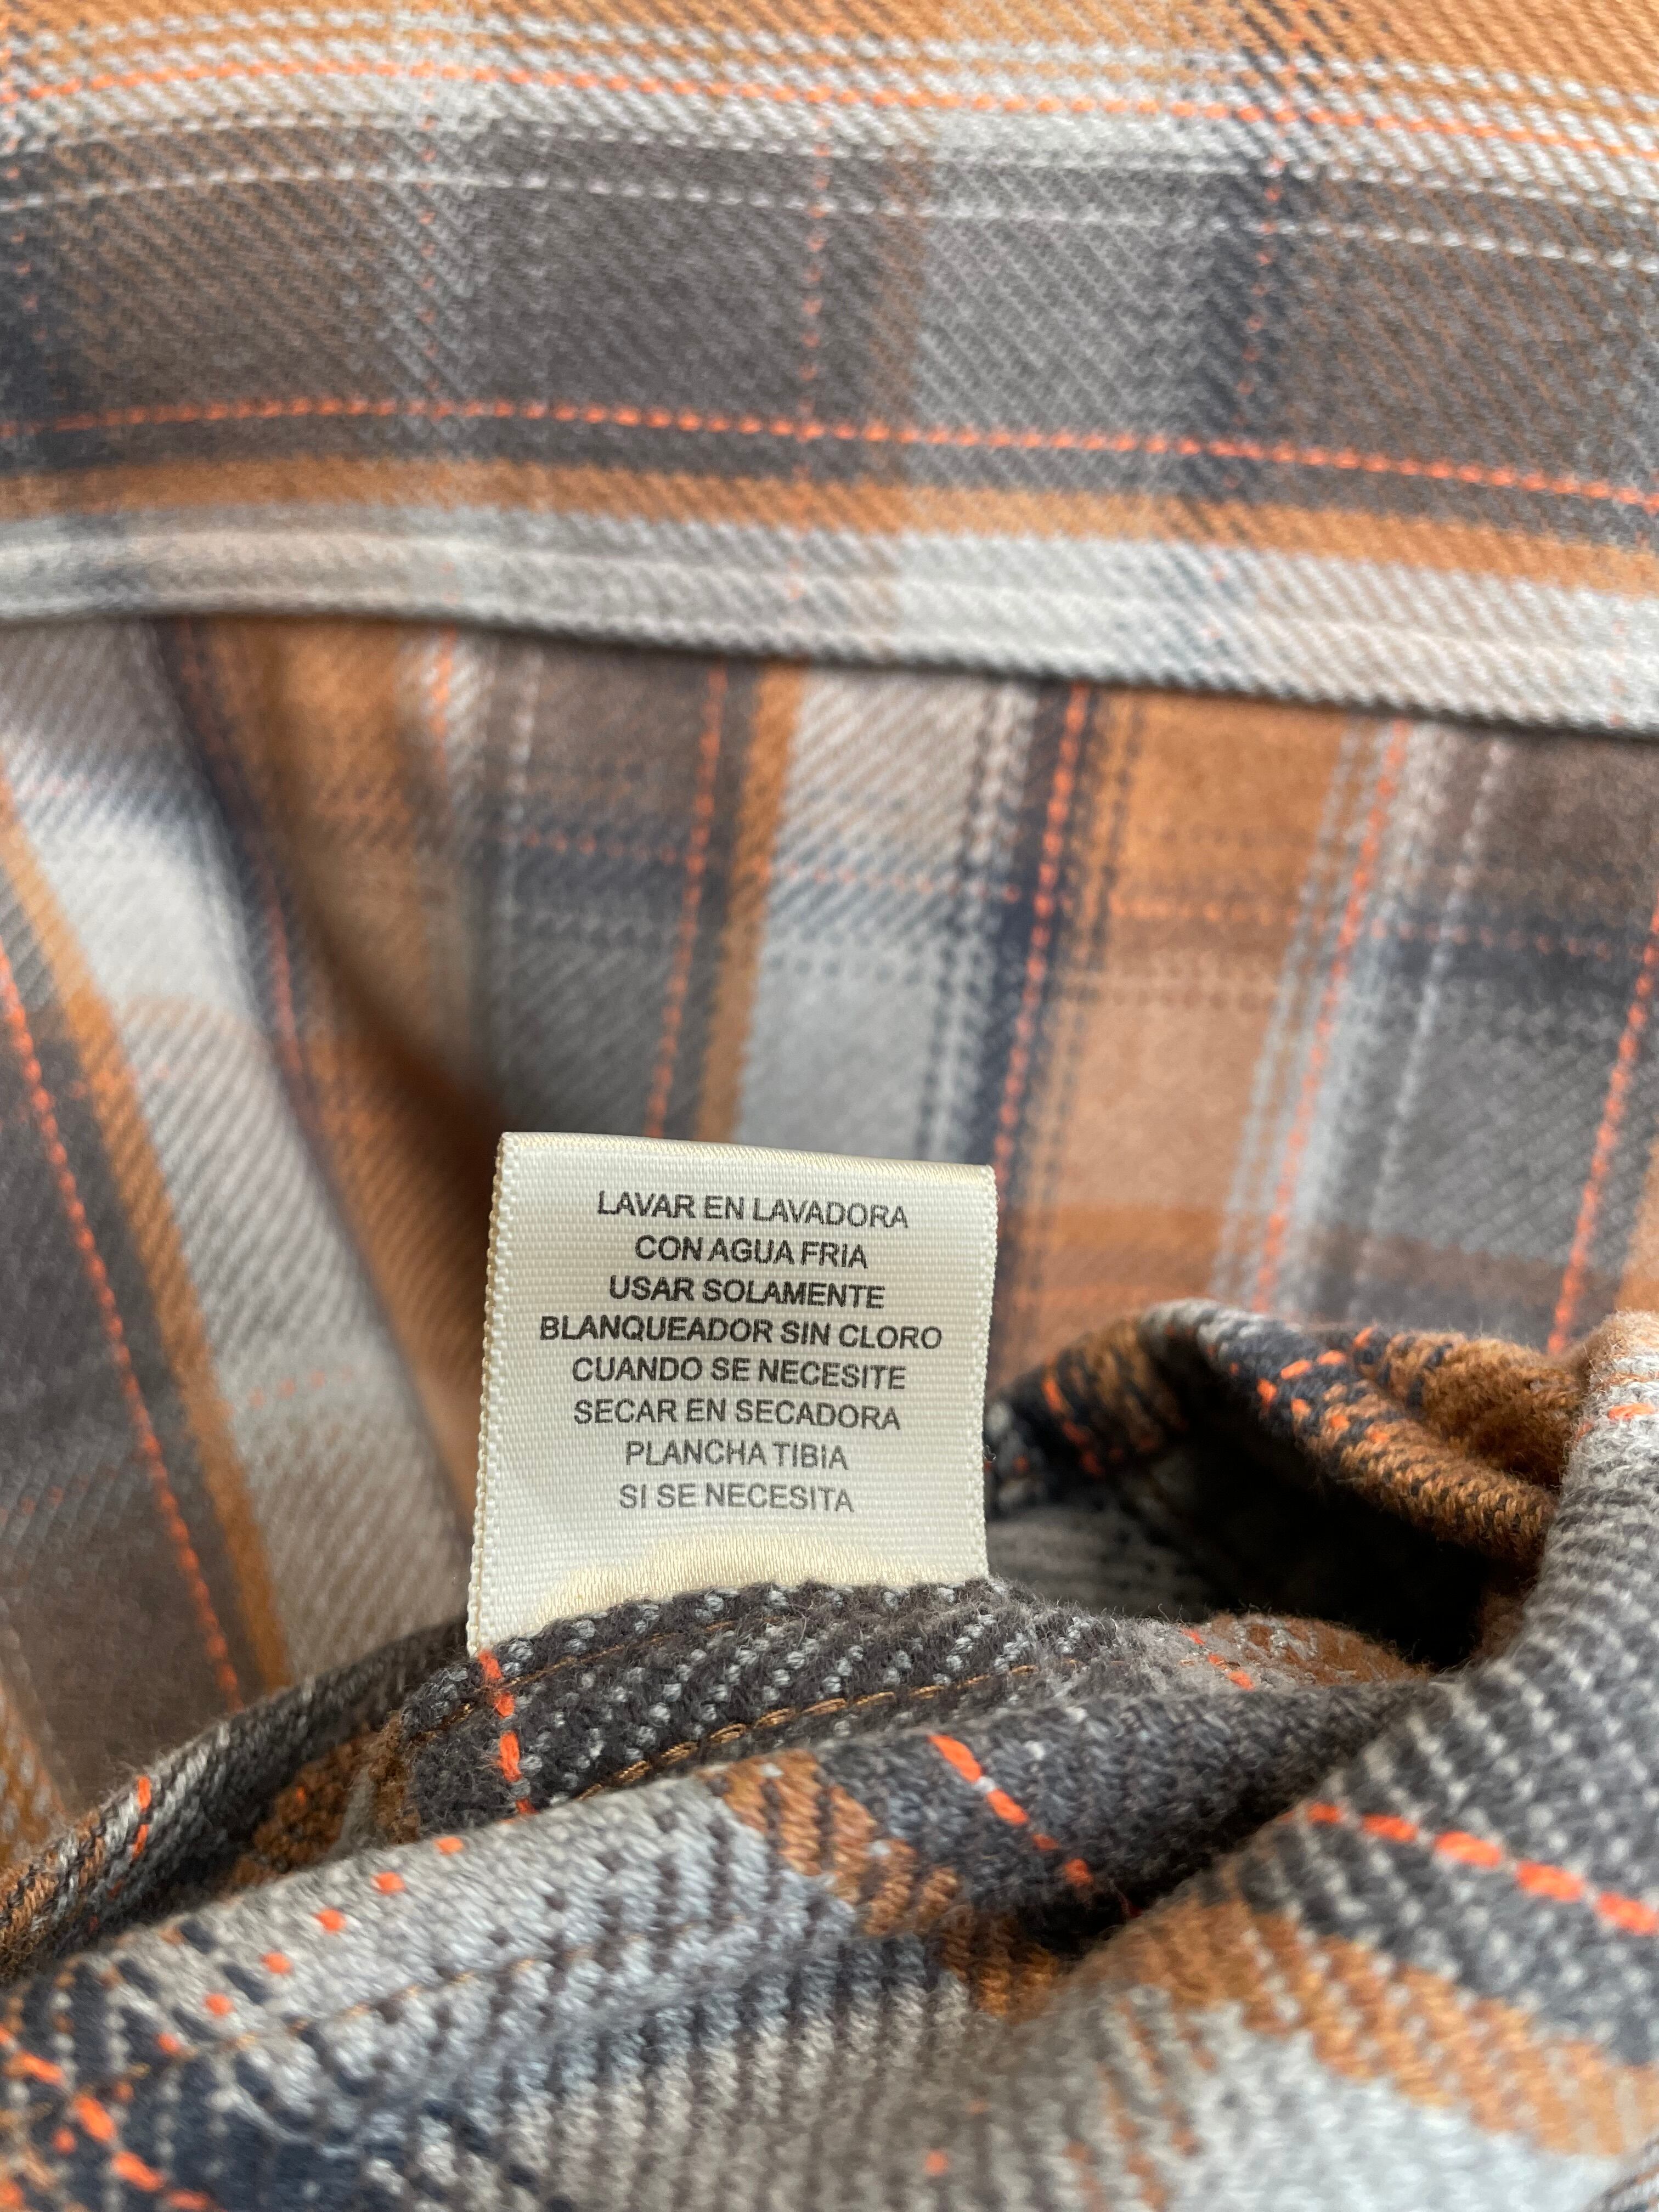 LAVAR EN LAVADORA
CON AGUA FRIA
USAR SOLAMENTE
BLANQUEADOR SIN CLORO
CUANDO SE NECESITE
SECAR EN SECADORA
PLANCHA TIBIA
SI SE NECESITA